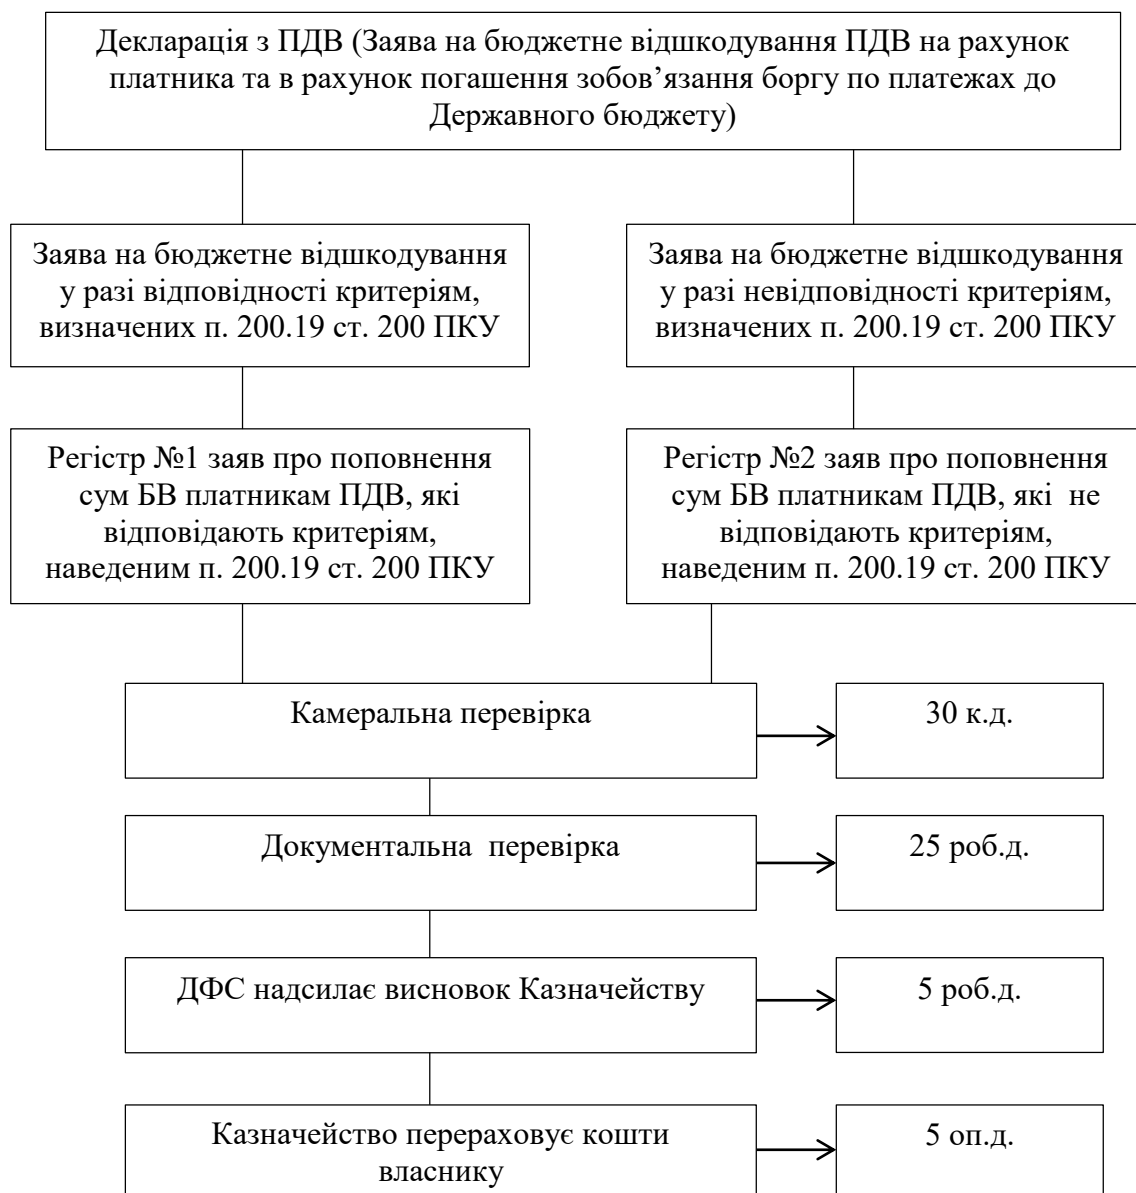 Декларація з ПДВ (Заява на бюджетне відшкодування ПДВ на рахунок
платника та в рахунок погашення зобов’язання боргу по платежах до
Державного бюджету)
Заява на бюджетне відшкодування
у разі відповідності критеріям,
визначених п. 200.19 ст. 200 ПКУ
Заява на бюджетне відшкодування
у разі невідповідності критеріям,
визначених п. 200.19 ст. 200 ПКУ
Регістр №1 заяв про поповнення
сум БВ платникам ПДВ, які
відповідають критеріям,
наведеним п. 200.19 ст. 200 ПКУ
Регістр №2 заяв про поповнення
сум БВ платникам ПДВ, які не
відповідають критеріям,
наведеним п. 200.19 ст. 200 ПКУ
Камеральна перевірка
30 к.д.
Документальна перевірка
25 роб.д.
ДФС надсилає висновок Казначейству
5 роб.д.
Казначейство перераховує кошти
власнику
5 оп.д.